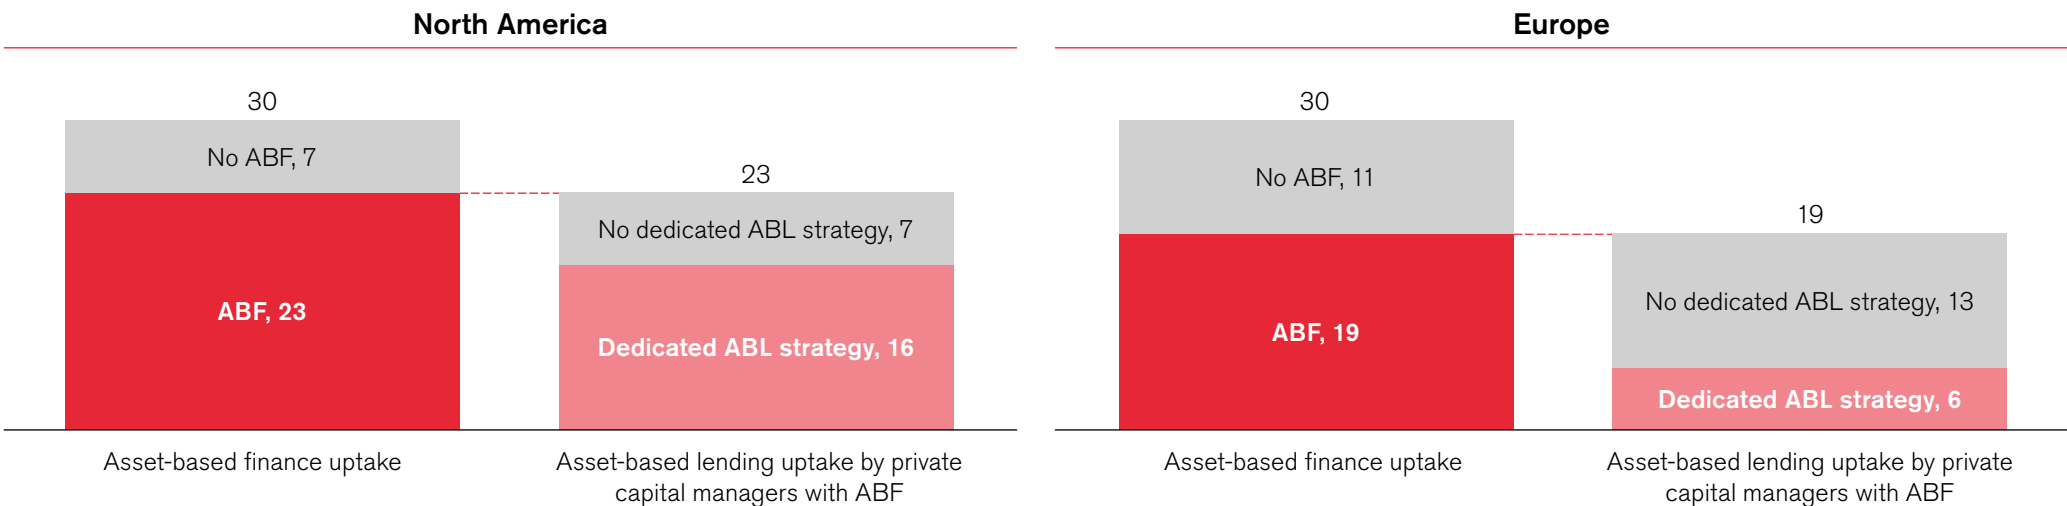 North America
30
No ABF, 7
ABF, 23
23
No dedicated ABL strategy, 7
Dedicated ABL strategy, 16
Asset-based finance uptake
Asset-based lending uptake by private
capital managers with ABF
Europe
30
No ABF, 11
ABF, 19
19
No dedicated ABL strategy, 13
Dedicated ABL strategy, 6
Asset-based finance uptake
Asset-based lending uptake by private
capital managers with ABF